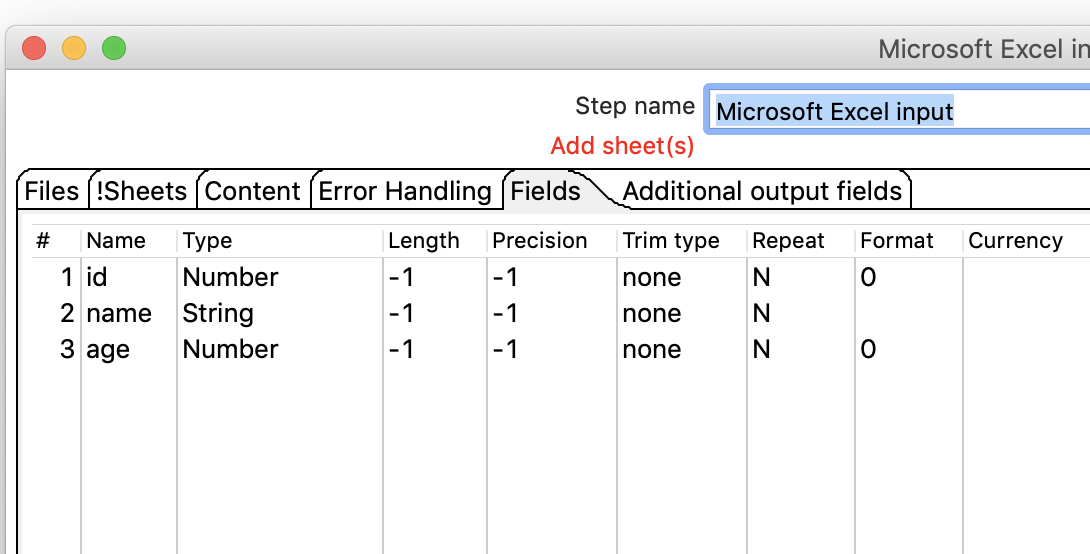 Microsoft Excel in
Step name Microsoft Excel input
Add sheet(s)
Files !Sheets Content Error Handling Fields Additional output fields
# Name Type Length Precision Trim type Repeat Format Currency
1 id Number -1 -1 none N 0
2 name String -1 -1 none N
3 age Number -1 -1 none N 0